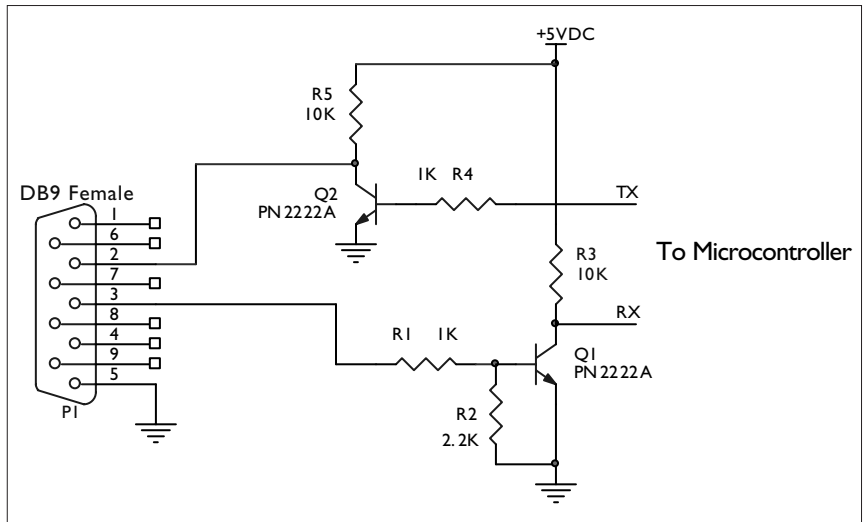 +5VDC
R5
10K
1K R4
TX
Q2
PN2222A
DB9 Female
1
6
2
7
3
8
4
9
5
P1
R3
10K
To Microcontroller
RX
R1 1K
Q1
PN2222A
R2
2.2K